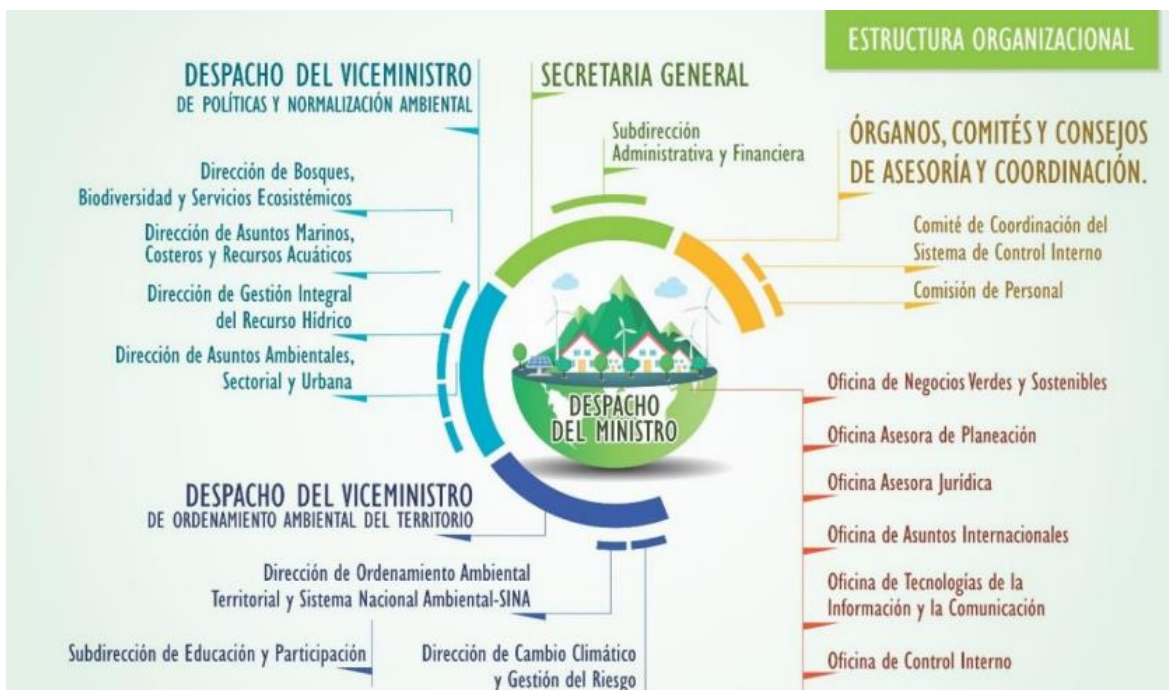 ESTRUCTURA ORGANIZACIONAL
DESPACHO DEL VICEMINISTRO
DE POLÍTICAS Y NORMALIZACIÓN AMBIENTAL
Dirección de Bosques,
Biodiversidad y Servicios Ecosistémicos
Dirección de Asuntos Marinos,
Costeros y Recursos Acuáticos
Dirección de Gestión Integral
del Recurso Hídrico
Dirección de Asuntos Ambientales,
Sectorial y Urbana
SECRETARIA GENERAL
Subdirección
Administrativa y Financiera
ÓRGANOS, COMITÉS Y CONSEJOS
DE ASESORÍA Y COORDINACIÓN.
Comité de Coordinación del
Sistema de Control Interno
Comisión de Personal
DESPACHO
DEL MINISTRO
Oficina de Negocios Verdes y Sostenibles
Oficina Asesora de Planeación
Oficina Asesora Jurídica
Oficina de Asuntos Internacionales
Oficina de Tecnologías de la
Información y la Comunicación
Oficina de Control Interno
DESPACHO DEL VICEMINISTRO
DE ORDENAMIENTO AMBIENTAL DEL TERRITORIO
Dirección de Ordenamiento Ambiental
Territorial y Sistema Nacional Ambiental-SINA
Subdirección de Educación y Participación
Dirección de Cambio Climático
y Gestión del Riesgo